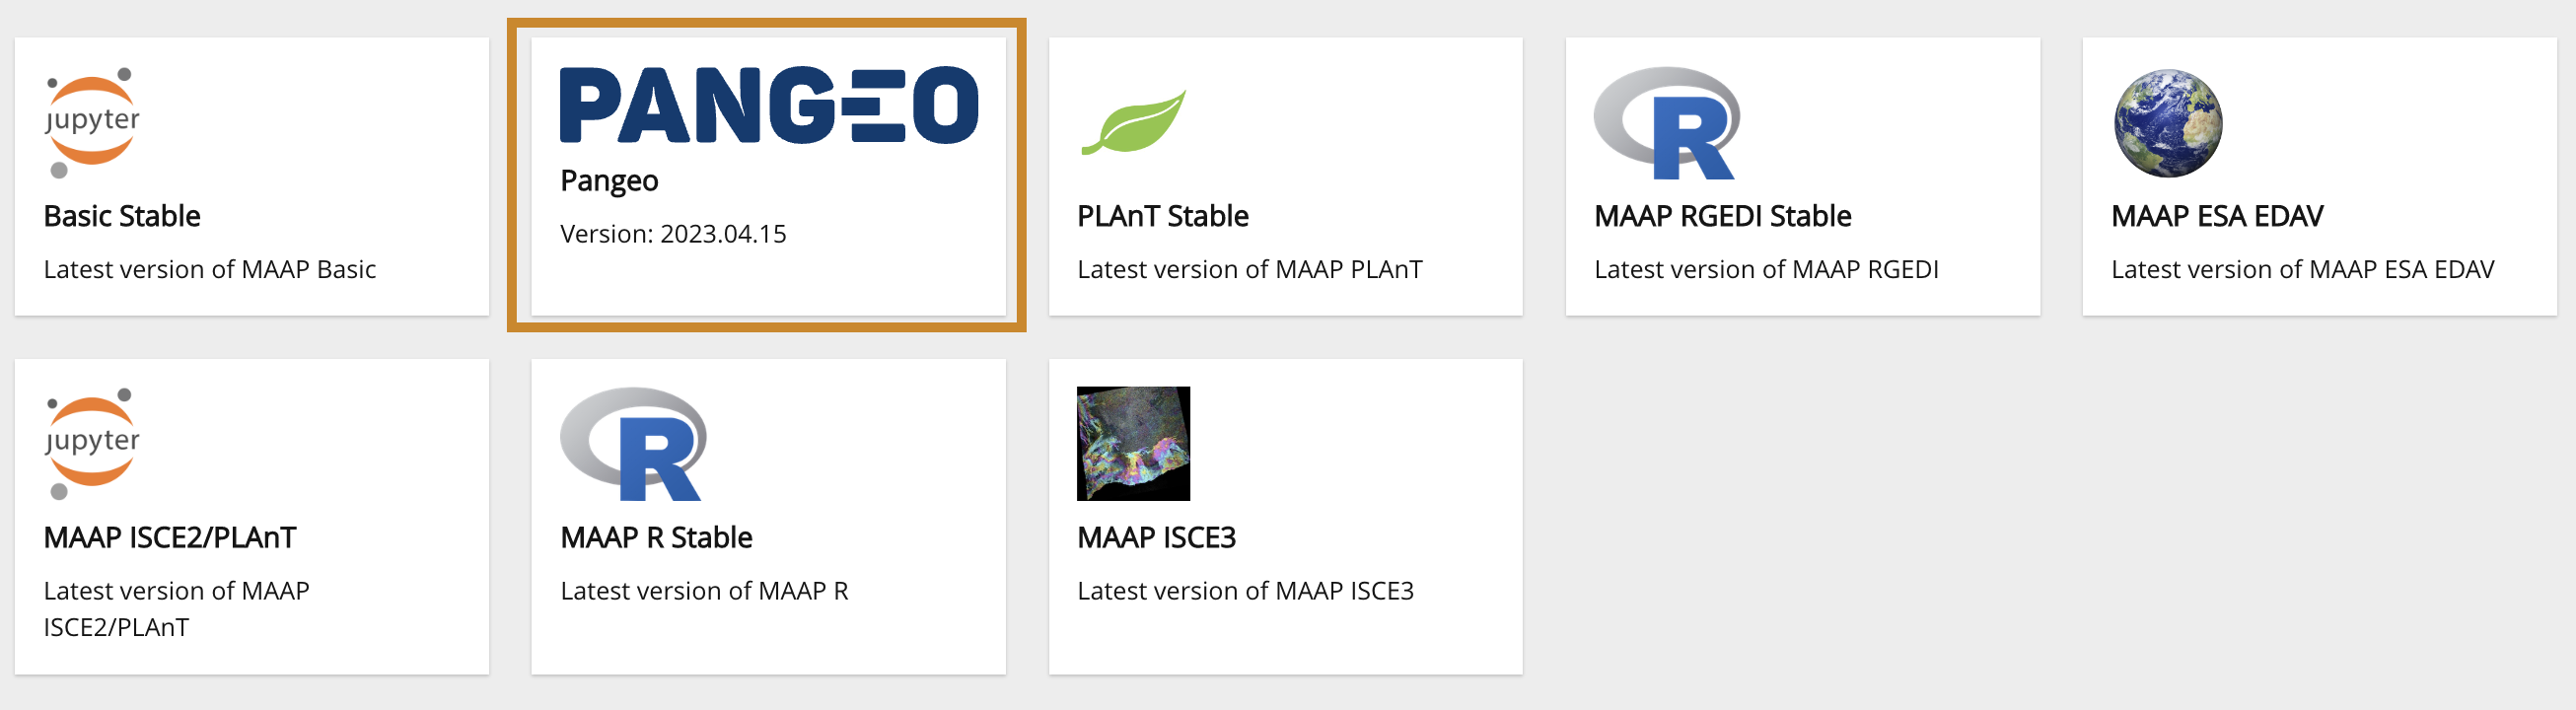 jupyter
Basic Stable
Latest version of MAAP Basic
PANGEO
Pangeo
Version: 2023.04.15
PLAnT Stable
Latest version of MAAP PLAnT
R
MAAP RGEDI Stable
Latest version of MAAP RGEDI
MAAP ESA EDAV
Latest version of MAAP ESA EDAV
jupyter
MAAP ISCE2/PLAnT
Latest version of MAAP
ISCE2/PLAnT
R
MAAP R Stable
Latest version of MAAP R
MAAP ISCE3
Latest version of MAAP ISCE3